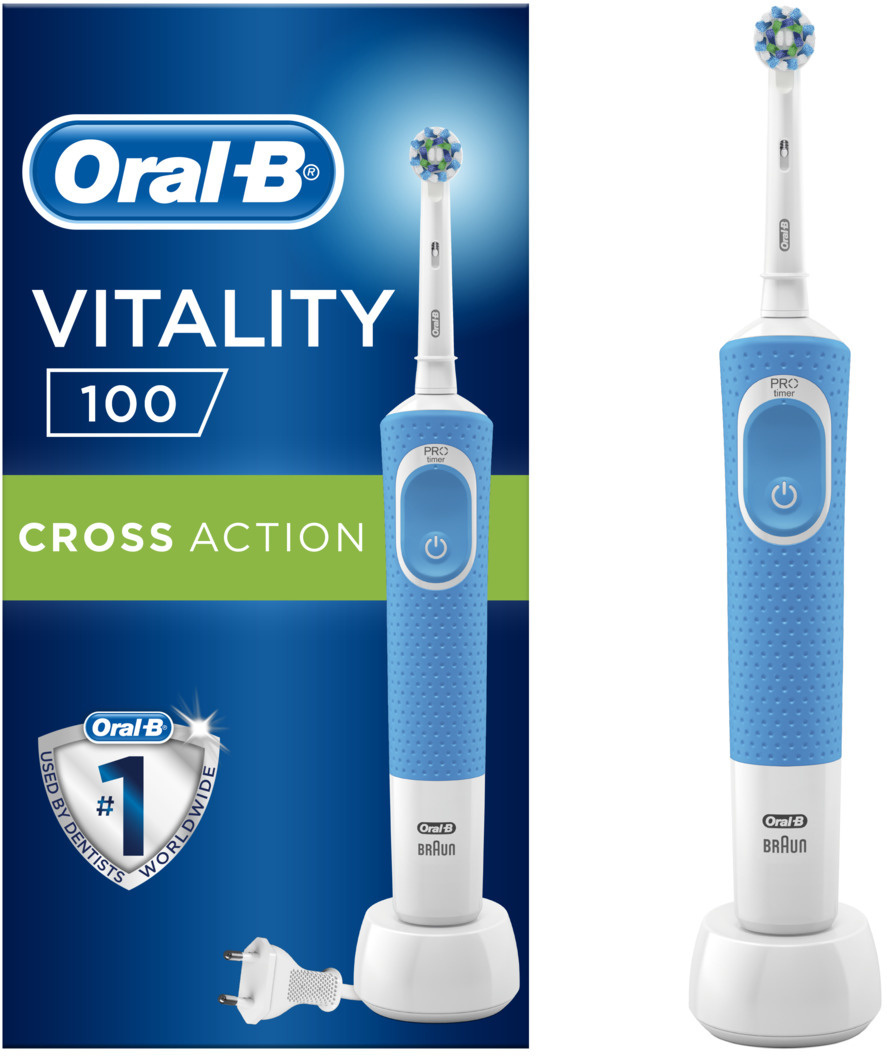 Oral-B®
VITALITY
100
CROSS ACTION
Oral-B
#1
USED BY DENTISTS WORLDWIDE
Oral-B
PRO
timer
Oral-B
BRAUN
Oral-B
PRO
timer
Oral-B
BRAUN